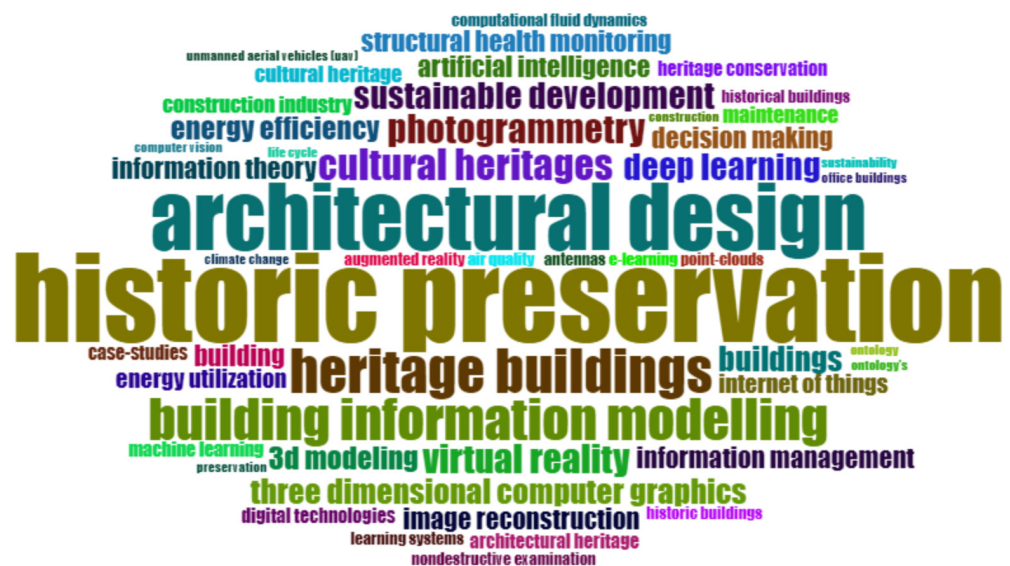 computational fluid dynamics
structural health monitoring
unmanned aerial vehicles (uav)
cultural heritage
artificial intelligence
heritage conservation
construction industry
sustainable development
historical buildings
energy efficiency
photogrammetry
construction
maintenance
decision making
computer vision
life cycle
information theory
cultural heritages
deep learning
sustainability
office buildings
architectural design
climate change
augmented reality
air quality
antennas
e-learning
point-clouds
historic preservation
case-studies
building
heritage buildings
buildings
ontology
ontology's
energy utilization
internet of things
building information modelling
machine learning
preservation
3d modeling
virtual reality
information management
three dimensional computer graphics
digital technologies
image reconstruction
historic buildings
learning systems
architectural heritage
nondestructive examination